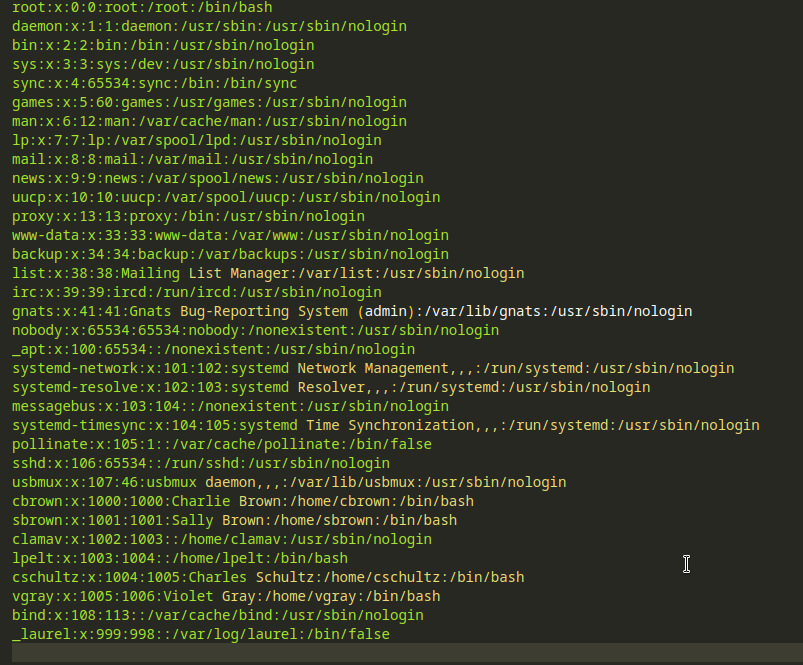 root:x:0:0:root:/root:/bin/bash
daemon:x:1:1:daemon:/usr/sbin:/usr/sbin/nologin
bin:x:2:2:bin:/bin:/usr/sbin/nologin
sys:x:3:3:sys:/dev:/usr/sbin/nologin
sync:x:4:65534:sync:/bin:/bin/sync
games:x:5:60:games:/usr/games:/usr/sbin/nologin
man:x:6:12:man:/var/cache/man:/usr/sbin/nologin
lp:x:7:7:lp:/var/spool/lpd:/usr/sbin/nologin
mail:x:8:8:mail:/var/mail:/usr/sbin/nologin
news:x:9:9:news:/var/spool/news:/usr/sbin/nologin
uucp:x:10:10:uucp:/var/spool/uucp:/usr/sbin/nologin
proxy:x:13:13:proxy:/bin:/usr/sbin/nologin
www-data:x:33:33:www-data:/var/www:/usr/sbin/nologin
backup:x:34:34:backup:/var/backups:/usr/sbin/nologin
list:x:38:38:Mailing List Manager:/var/list:/usr/sbin/nologin
irc:x:39:39:ircd:/run/ircd:/usr/sbin/nologin
gnats:x:41:41:Gnats Bug-Reporting System (admin):/var/lib/gnats:/usr/sbin/nologin
nobody:x:65534:65534:nobody:/nonexistent:/usr/sbin/nologin
_apt:x:100:65534::/nonexistent:/usr/sbin/nologin
systemd-network:x:101:102:systemd Network Management,,,:/run/systemd:/usr/sbin/nologin
systemd-resolve:x:102:103:systemd Resolver,,,:/run/systemd:/usr/sbin/nologin
messagebus:x:103:104::/nonexistent:/usr/sbin/nologin
systemd-timesync:x:104:105:systemd Time Synchronization,,,:/run/systemd:/usr/sbin/nologin
pollinate:x:105:1::/var/cache/pollinate:/bin/false
sshd:x:106:65534::/run/sshd:/usr/sbin/nologin
usbmux:x:107:46:usbmux daemon,,,:/var/lib/usbmux:/usr/sbin/nologin
cbrown:x:1000:1000:Charlie Brown:/home/cbrown:/bin/bash
sbrown:x:1001:1001:Sally Brown:/home/sbrown:/bin/bash
clamav:x:1002:1003::/home/clamav:/usr/sbin/nologin
lpelt:x:1003:1004::/home/lpelt:/bin/bash
cschultz:x:1004:1005:Charles Schultz:/home/cschultz:/bin/bash
vgray:x:1005:1006:Violet Gray:/home/vgray:/bin/bash
bind:x:108:113::/var/cache/bind:/usr/sbin/nologin
_laurel:x:999:998::/var/log/laurel:/bin/false